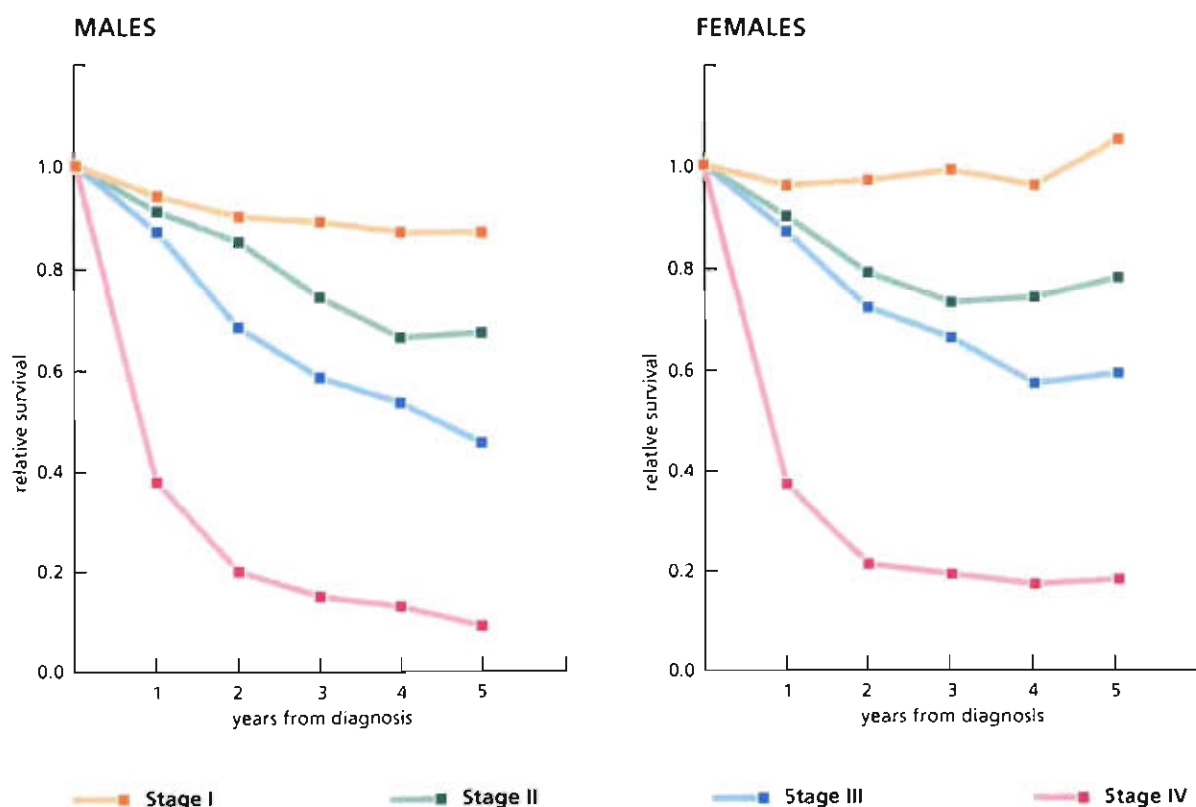 MALES
1.0
0.8
0.6
0.4
0.2
0.0
relative survival
1 2 3 4 5
years from diagnosis
FEMALES
1.0
0.8
0.6
0.4
0.2
0.0
relative survival
1 2 3 4 5
years from diagnosis
Stage I Stage II Stage III Stage IV